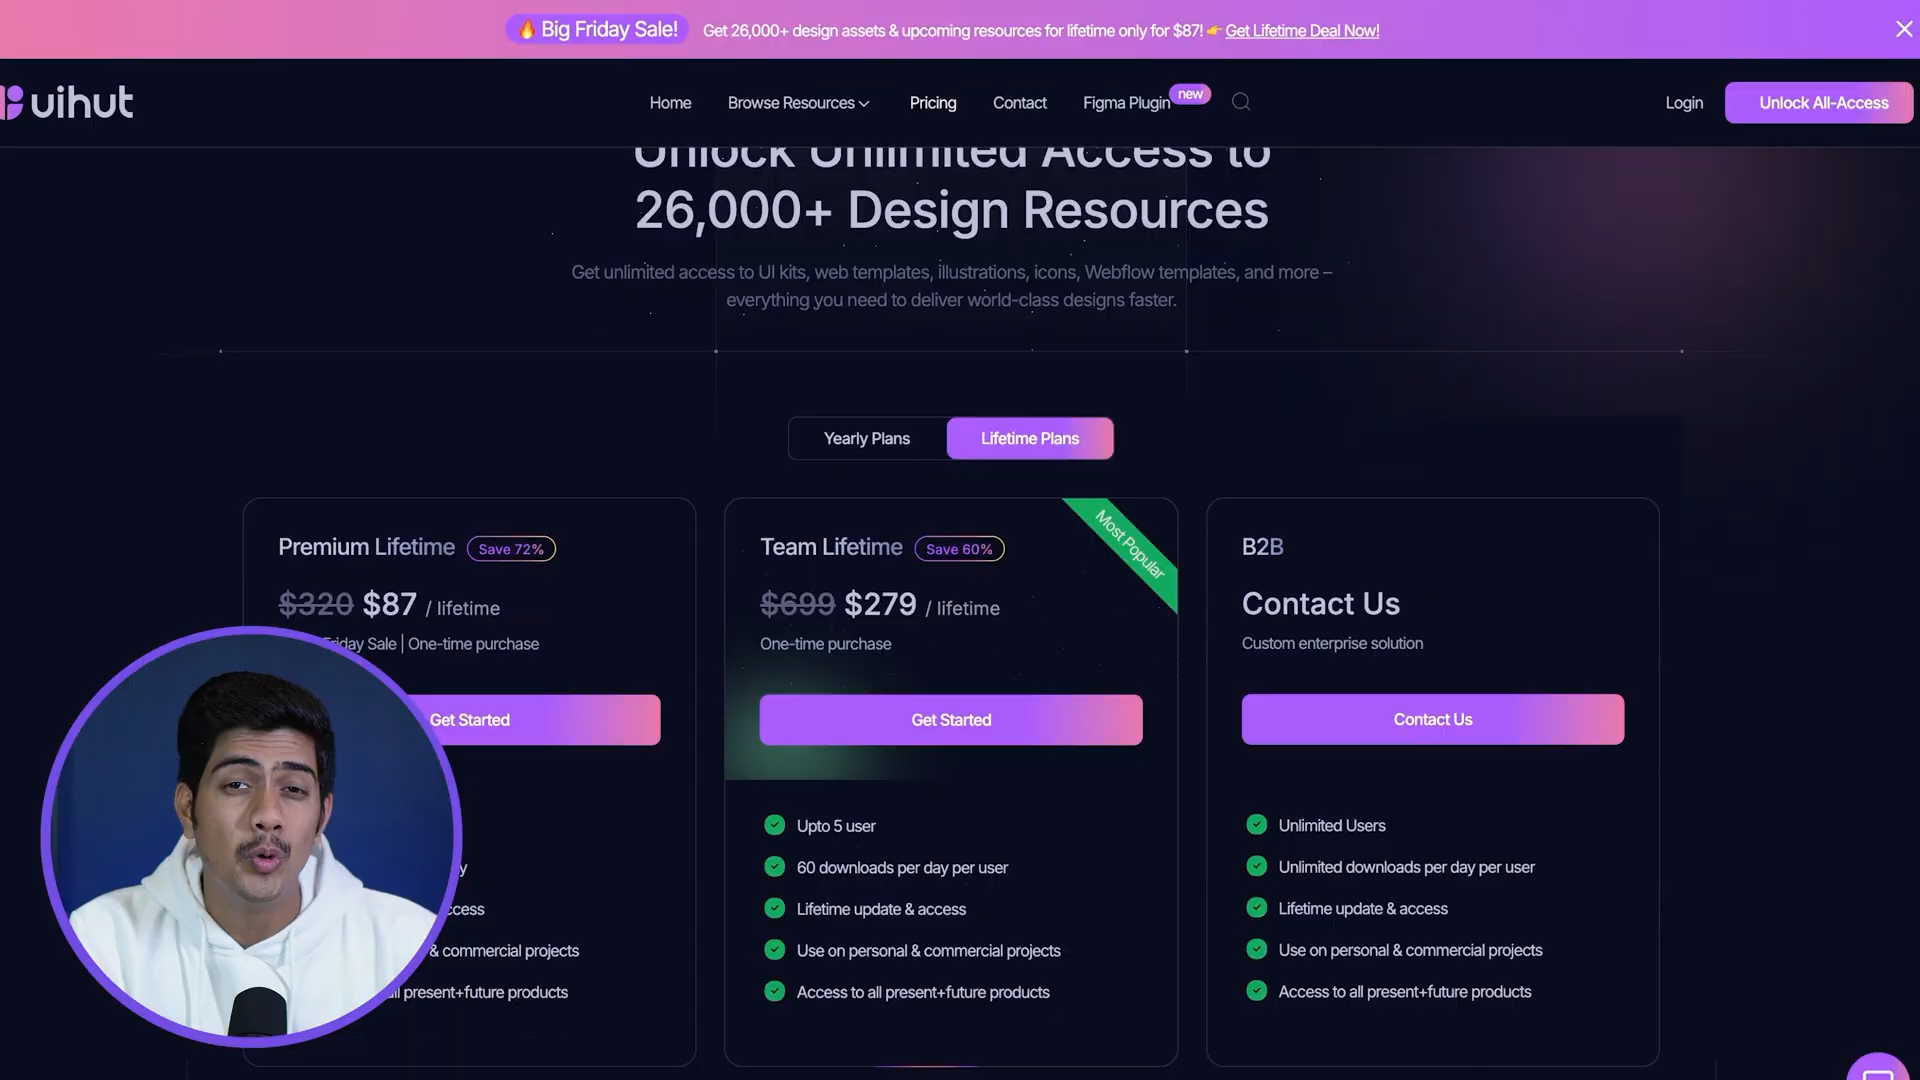 🔥 Big Friday Sale! Get 26,000+ design assets & upcoming resources for lifetime only for $87! 👉 Get Lifetime Deal Now!
uihut
Home Browse Resources Pricing Contact Figma Plugin new Login Unlock All-Access
Unlock Unlimited Access to
26,000+ Design Resources
Get unlimited access to UI kits, web templates, illustrations, icons, Webflow templates, and more –
everything you need to deliver world-class designs faster.
Yearly Plans Lifetime Plans
Premium Lifetime Save 72%
$320 $87 / lifetime
Friday Sale | One-time purchase
Get Started
& commercial projects
all present+future products
Most Popular
Team Lifetime Save 60%
$699 $279 / lifetime
One-time purchase
Get Started
Upto 5 user
60 downloads per day per user
Lifetime update & access
Use on personal & commercial projects
Access to all present+future products
B2B
Contact Us
Custom enterprise solution
Contact Us
Unlimited Users
Unlimited downloads per day per user
Lifetime update & access
Use on personal & commercial projects
Access to all present+future products